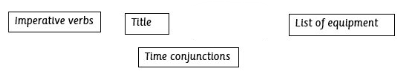 Imperative verbs
Title
List of equipment
Time conjunctions